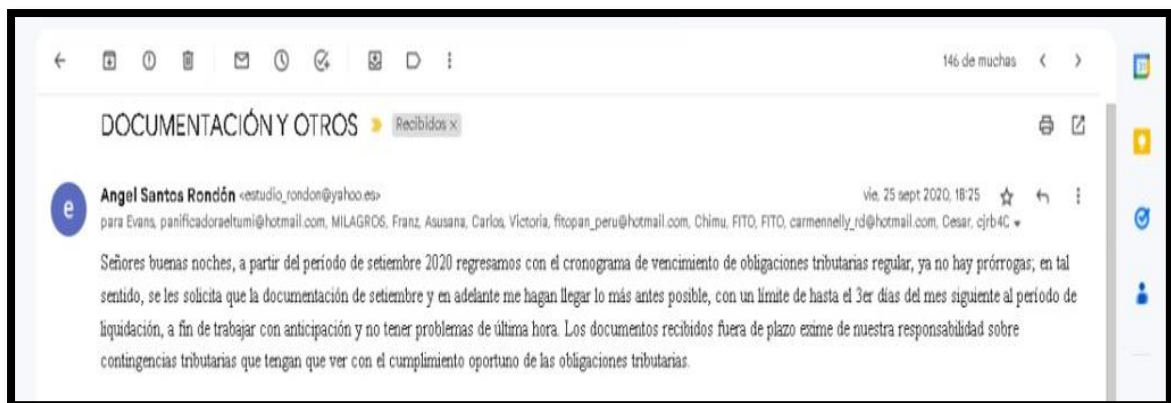 146 de muchas
DOCUMENTACIÓN Y OTROS Recibidos ×
e
Angel Santos Rondón <estudio_rondon@yahoo.es> vie, 25 sept 2020, 18:25
para Evans, panificadoraeltumi@hotmail.com, MILAGROS, Franz, Asusana, Carlos, Victoria, fitopan_peru@hotmail.com, Chimu, FITO, FITO, carmennelly_rd@hotmail.com, Cesar, cjrb4C
Señores buenas noches, a partir del período de setiembre 2020 regresamos con el cronograma de vencimiento de obligaciones tributarias regular, ya no hay prórrogas; en tal
sentido, se les solicita que la documentación de setiembre y en adelante me hagan llegar lo más antes posible, con un límite de hasta el 3er días del mes siguiente al período de
liquidación, a fin de trabajar con anticipación y no tener problemas de última hora. Los documentos recibidos fuera de plazo exime de nuestra responsabilidad sobre
contingencias tributarias que tengan que ver con el cumplimiento oportuno de las obligaciones tributarias.